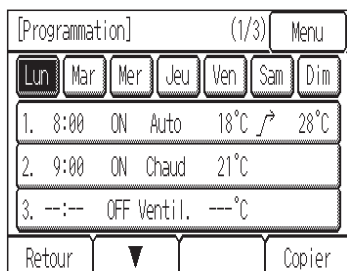 [Programmation] (1/3) Menu
Lun Mar Mer Jeu Ven Sam Dim
1. 8:00 ON Auto 18°C 28°C
2. 9:00 ON Chaud 21°C
3. --:-- OFF Ventil. ---°C
Retour ▼ Copier